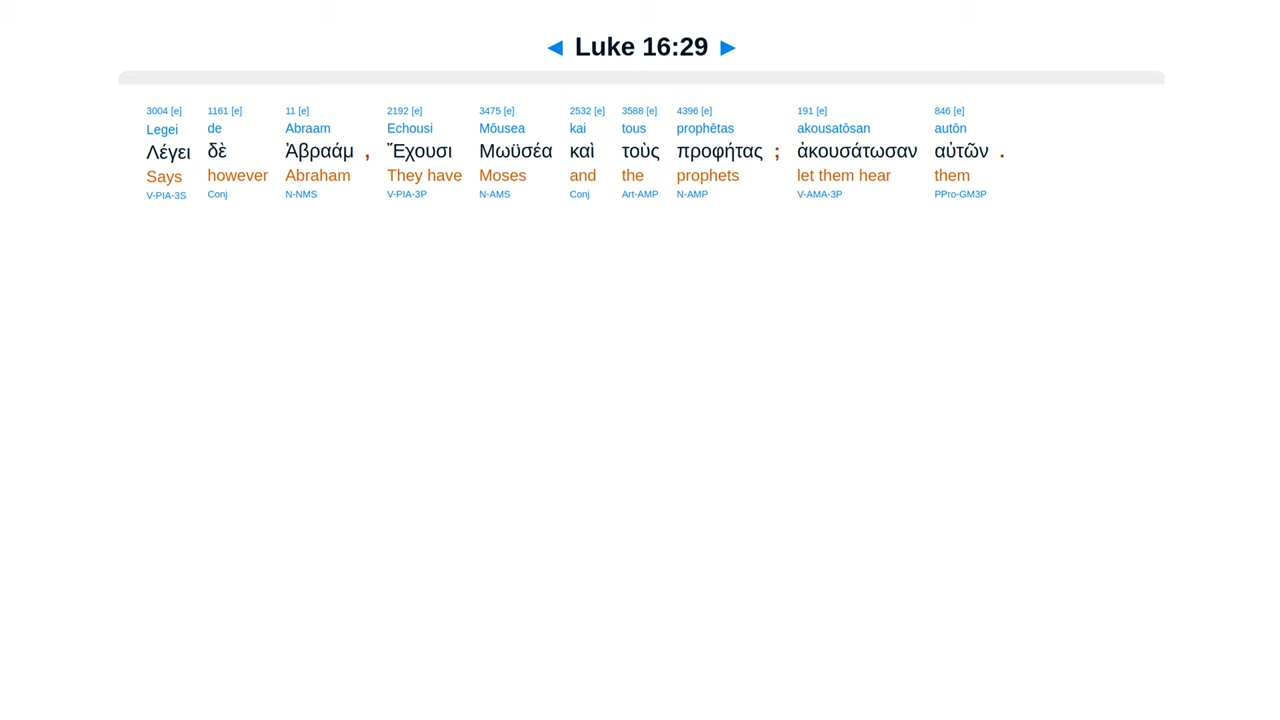 ◄ Luke 16:29 ►
3004 [e] 1161 [e] 11 [e] 2192 [e] 3475 [e] 2532 [e] 3588 [e] 4396 [e] 191 [e] 846 [e]
Legei de Abraam Echousi Mōusea kai tous prophētas akousatōsan autōn
Λέγει δὲ Ἀβραάμ , Ἔχουσι Μωϋσέα καὶ τοὺς προφήτας ; ἀκουσάτωσαν αὐτῶν .
Says however Abraham They have Moses and the prophets let them hear them
V-PIA-3S Conj N-NMS V-PIA-3P N-AMS Conj Art-AMP N-AMP V-AMA-3P PPro-GM3P